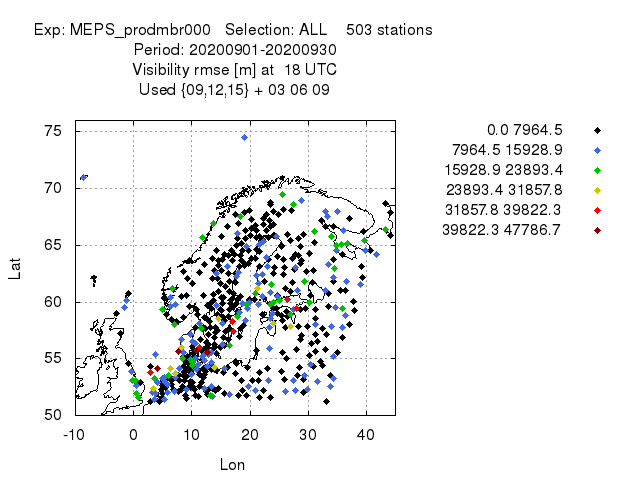 Exp: MEPS_prodmbr000 Selection: ALL 503 stations
Period: 20200901-20200930
Visibility rmse [m] at 18 UTC
Used {09,12,15} + 03 06 09
0.0 7964.5
7964.5 15928.9
15928.9 23893.4
23893.4 31857.8
31857.8 39822.3
39822.3 47786.7
75
70
65
60
55
50
Lat
-10 0 10 20 30 40
Lon